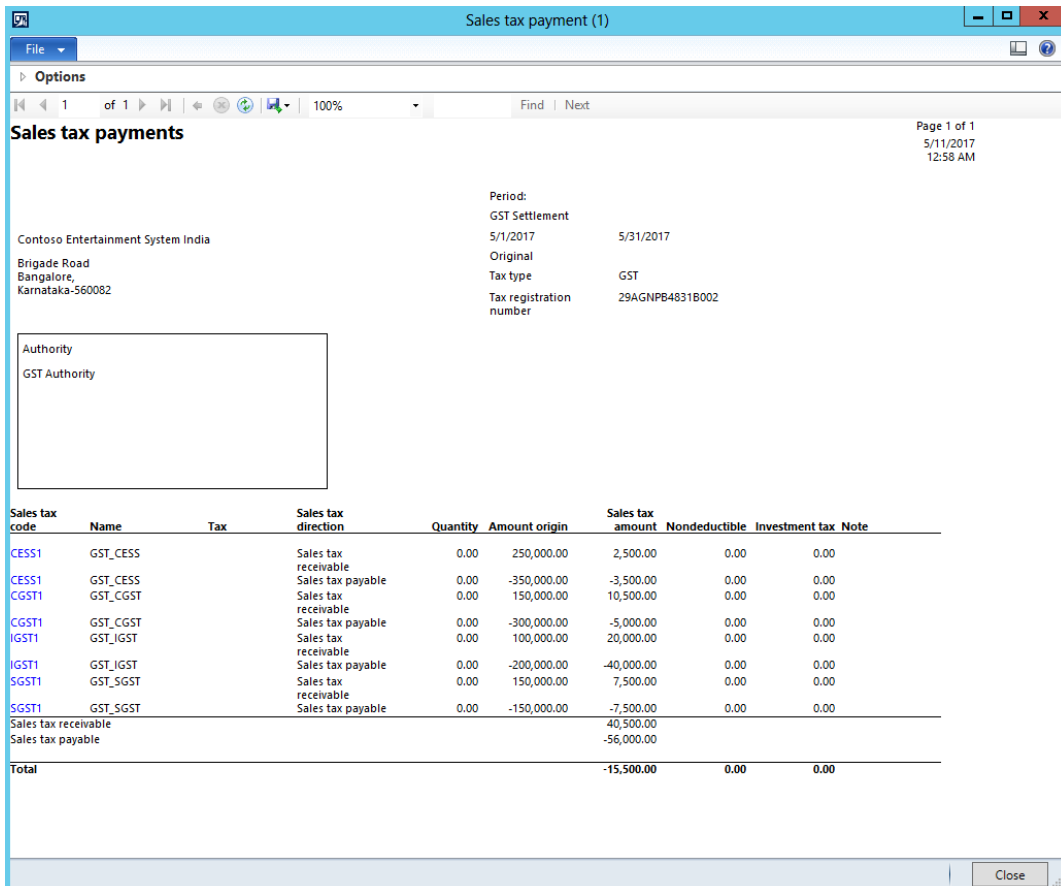 Sales tax payment (1)
File
Options
1 of 1 100% Find | Next
Sales tax payments
Page 1 of 1
5/11/2017
12:58 AM
Period:
GST Settlement
Contoso Entertainment System India
5/1/2017 5/31/2017
Brigade Road
Original
Bangalore,
Tax type GST
Karnataka-560082
Tax registration number 29AGNPB4831B002
Authority
GST Authority
Sales tax code Name Tax Sales tax direction Quantity Amount origin Sales tax amount Nondeductible Investment tax Note
CESS1 GST_CESS Sales tax receivable 0.00 250,000.00 2,500.00 0.00 0.00
CESS1 GST_CESS Sales tax payable 0.00 -350,000.00 -3,500.00 0.00 0.00
CGST1 GST_CGST Sales tax receivable 0.00 150,000.00 10,500.00 0.00 0.00
CGST1 GST_CGST Sales tax payable 0.00 -300,000.00 -5,000.00 0.00 0.00
IGST1 GST_IGST Sales tax receivable 0.00 100,000.00 20,000.00 0.00 0.00
IGST1 GST_IGST Sales tax payable 0.00 -200,000.00 -40,000.00 0.00 0.00
SGST1 GST_SGST Sales tax receivable 0.00 150,000.00 7,500.00 0.00 0.00
SGST1 GST_SGST Sales tax payable 0.00 -150,000.00 -7,500.00 0.00 0.00
Sales tax receivable 40,500.00
Sales tax payable -56,000.00
Total -15,500.00 0.00 0.00
Close